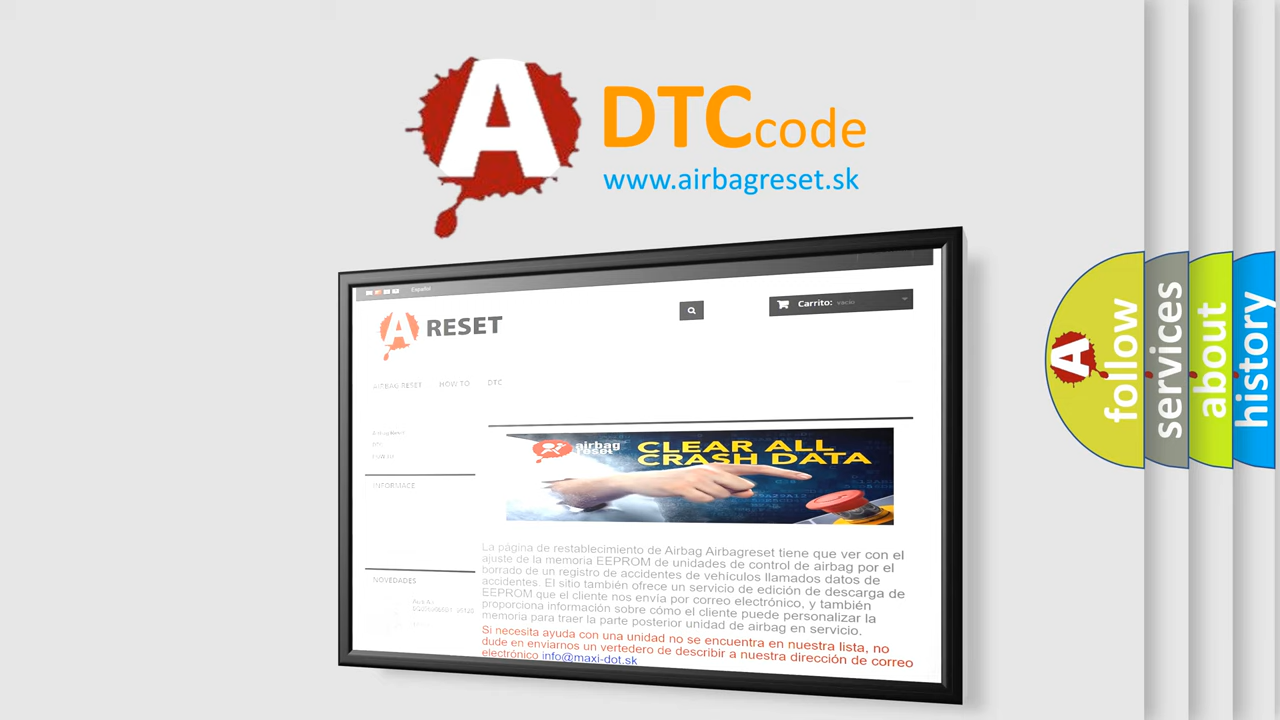 A
DTC code
www.airbagreset.sk
Español
A RESET
Carrito: vacío
AIRBAG RESET HOW TO DTC
INFORMACE
airbag
reset
CLEAR ALL
CRASH DATA
La página de restablecimiento de Airbag Airbagreset tiene que ver con el
ajuste de la memoria EEPROM de unidades de control de airbag por el
borrado de un registro de accidentes de vehículos llamados datos de
accidentes. El sitio también ofrece un servicio de edición de descarga de
EEPROM que el cliente nos envía por correo electrónico, y también
proporciona información sobre cómo el cliente puede personalizar la
memoria para traer la parte posterior unidad de airbag en servicio.
Si necesita ayuda con una unidad no se encuentra en nuestra lista, no
dude en enviarnos un vertedero de describir a nuestra dirección de correo
electrónico info@maxi-dot.sk
NOVEDADES
A
follow
services
about
history